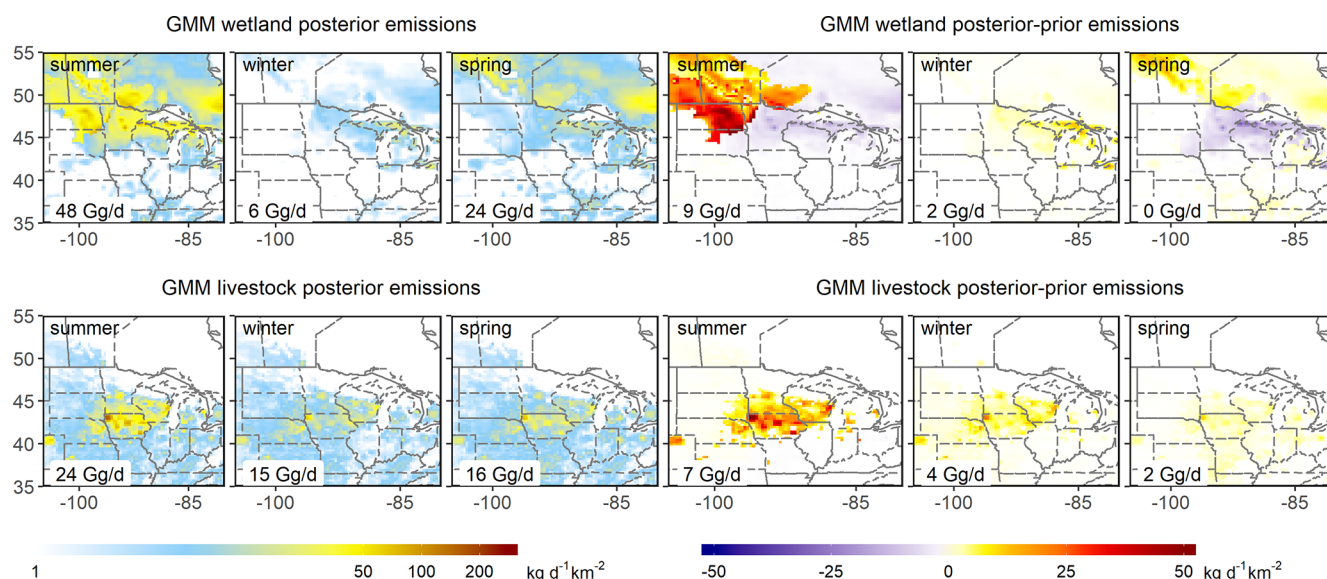 GMM wetland posterior emissions
GMM wetland posterior-prior emissions
55 summer winter spring summer winter spring
50
45
40
35 48 Gg/d 6 Gg/d 24 Gg/d 9 Gg/d 2 Gg/d 0 Gg/d
-100 -85 -100 -85 -100 -85 -100 -85 -100 -85 -100 -85
GMM livestock posterior emissions
GMM livestock posterior-prior emissions
55 summer winter spring summer winter spring
50
45
40
35 24 Gg/d 15 Gg/d 16 Gg/d 7 Gg/d 4 Gg/d 2 Gg/d
-100 -85 -100 -85 -100 -85 -100 -85 -100 -85 -100 -85
1 50 100 200 kg d⁻¹km⁻²
-50 -25 0 25 50 kg d⁻¹km⁻²